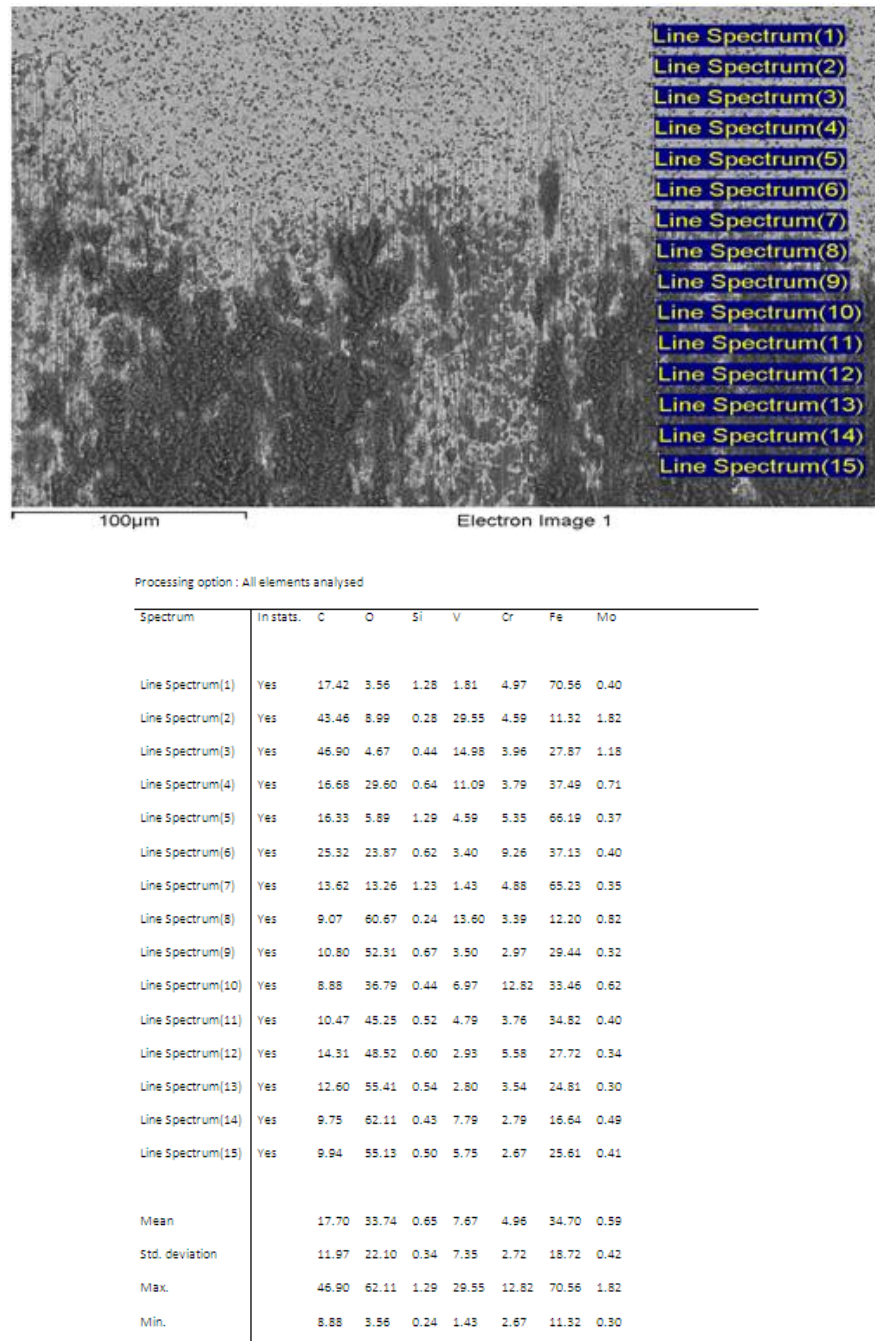 Line Spectrum(1)
Line Spectrum(2)
Line Spectrum(3)
Line Spectrum(4)
Line Spectrum(5)
Line Spectrum(6)
Line Spectrum(7)
Line Spectrum(8)
Line Spectrum(9)
Line Spectrum(10)
Line Spectrum(11)
Line Spectrum(12)
Line Spectrum(13)
Line Spectrum(14)
Line Spectrum(15)
100µm Electron Image 1
Processing option : All elements analysed
Spectrum In stats. C O Si V Cr Fe Mo
Line Spectrum(1) Yes 17.42 3.56 1.28 1.81 4.97 70.56 0.40
Line Spectrum(2) Yes 43.46 8.99 0.28 29.55 4.59 11.32 1.82
Line Spectrum(3) Yes 46.90 4.67 0.44 14.98 3.96 27.87 1.18
Line Spectrum(4) Yes 16.68 29.60 0.64 11.09 3.79 37.49 0.71
Line Spectrum(5) Yes 16.33 5.89 1.29 4.59 5.35 66.19 0.37
Line Spectrum(6) Yes 25.32 23.87 0.62 3.40 9.26 37.13 0.40
Line Spectrum(7) Yes 13.62 13.26 1.23 1.43 4.88 65.23 0.35
Line Spectrum(8) Yes 9.07 60.67 0.24 13.60 3.39 12.20 0.82
Line Spectrum(9) Yes 10.80 52.31 0.67 3.50 2.97 29.44 0.32
Line Spectrum(10) Yes 8.88 36.79 0.44 6.97 12.82 33.46 0.62
Line Spectrum(11) Yes 10.47 45.25 0.52 4.79 3.76 34.82 0.40
Line Spectrum(12) Yes 14.31 48.52 0.60 2.93 5.58 27.72 0.34
Line Spectrum(13) Yes 12.60 55.41 0.54 2.80 3.54 24.81 0.30
Line Spectrum(14) Yes 9.75 62.11 0.43 7.79 2.79 16.64 0.49
Line Spectrum(15) Yes 9.94 55.13 0.50 5.75 2.67 25.61 0.41
Mean 17.70 33.74 0.65 7.67 4.96 34.70 0.59
Std. deviation 11.97 22.10 0.34 7.35 2.72 18.72 0.42
Max. 46.90 62.11 1.29 29.55 12.82 70.56 1.82
Min. 8.88 3.56 0.24 1.43 2.67 11.32 0.30